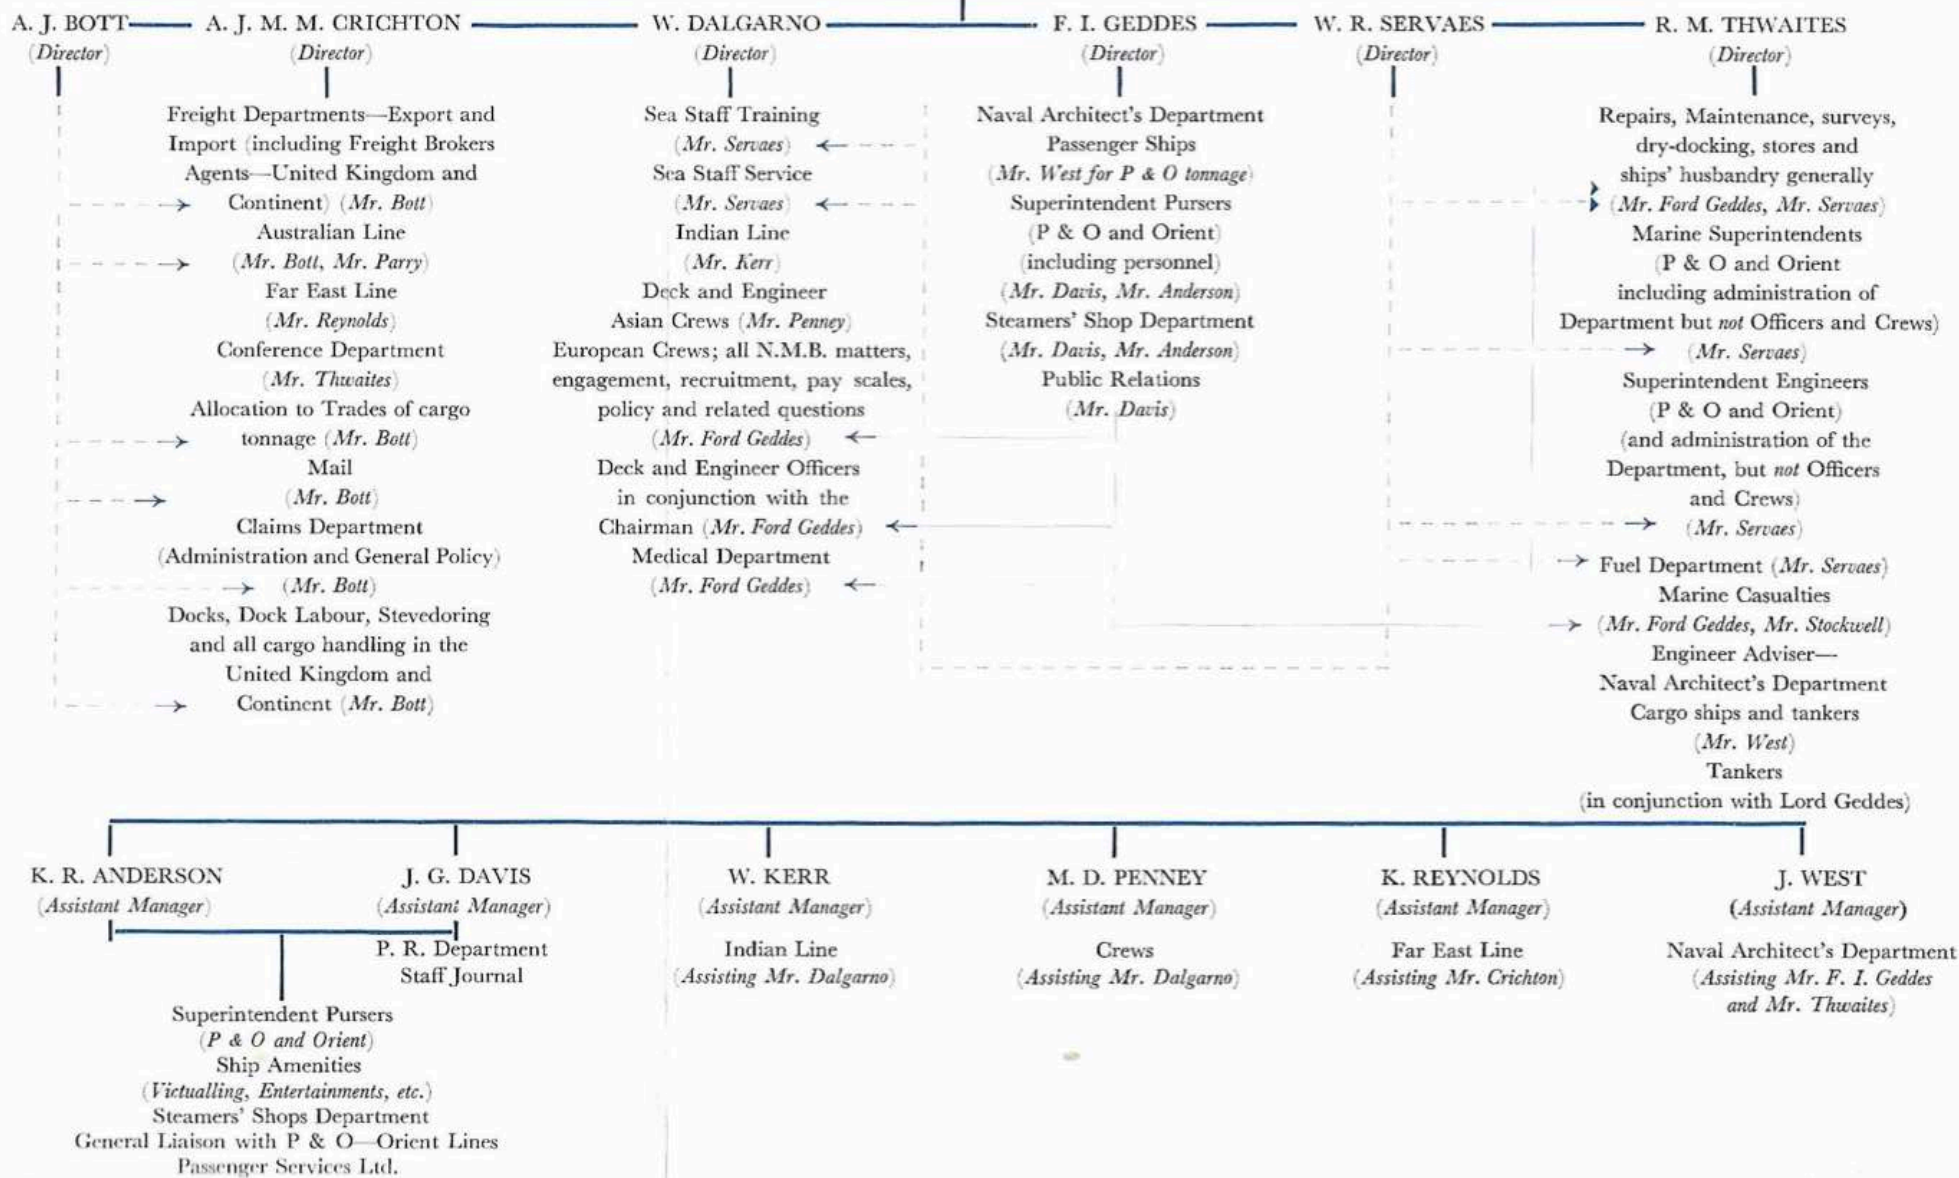 A. J. BOTT
(Director)
A. J. M. M. CRICHTON
(Director)
Freight Departments—Export and
Import (including Freight Brokers
Agents—United Kingdom and
Continent) (Mr. Bott)
Australian Line
(Mr. Bott, Mr. Parry)
Far East Line
(Mr. Reynolds)
Conference Department
(Mr. Thwaites)
Allocation to Trades of cargo
tonnage (Mr. Bott)
Mail
(Mr. Bott)
Claims Department
(Administration and General Policy)
(Mr. Bott)
Docks, Dock Labour, Stevedoring
and all cargo handling in the
United Kingdom and
Continent (Mr. Bott)
W. DALGARNO
(Director)
Sea Staff Training
(Mr. Servaes)
Sea Staff Service
(Mr. Servaes)
Indian Line
(Mr. Kerr)
Deck and Engineer
Asian Crews (Mr. Penney)
European Crews; all N.M.B. matters,
engagement, recruitment, pay scales,
policy and related questions
(Mr. Ford Geddes)
Deck and Engineer Officers
in conjunction with the
Chairman (Mr. Ford Geddes)
Medical Department
(Mr. Ford Geddes)
F. I. GEDDES
(Director)
Naval Architect's Department
Passenger Ships
(Mr. West for P & O tonnage)
Superintendent Pursers
(P & O and Orient)
(including personnel)
(Mr. Davis, Mr. Anderson)
Steamers' Shop Department
(Mr. Davis, Mr. Anderson)
Public Relations
(Mr. Davis)
W. R. SERVAES
(Director)
R. M. THWAITES
(Director)
Repairs, Maintenance, surveys,
dry-docking, stores and
ships' husbandry generally
(Mr. Ford Geddes, Mr. Servaes)
Marine Superintendents
(P & O and Orient
including administration of
Department but not Officers and Crews)
(Mr. Servaes)
Superintendent Engineers
(P & O and Orient)
(and administration of the
Department, but not Officers
and Crews)
(Mr. Servaes)
Fuel Department (Mr. Servaes)
Marine Casualties
(Mr. Ford Geddes, Mr. Stockwell)
Engineer Adviser—
Naval Architect's Department
Cargo ships and tankers
(Mr. West)
Tankers
(in conjunction with Lord Geddes)
K. R. ANDERSON
(Assistant Manager)
J. G. DAVIS
(Assistant Manager)
P. R. Department
Staff Journal
Superintendent Pursers
(P & O and Orient)
Ship Amenities
(Victualling, Entertainments, etc.)
Steamers' Shops Department
General Liaison with P & O—Orient Lines
Passenger Services Ltd.
W. KERR
(Assistant Manager)
Indian Line
(Assisting Mr. Dalgarno)
M. D. PENNEY
(Assistant Manager)
Crews
(Assisting Mr. Dalgarno)
K. REYNOLDS
(Assistant Manager)
Far East Line
(Assisting Mr. Crichton)
J. WEST
(Assistant Manager)
Naval Architect's Department
(Assisting Mr. F. I. Geddes
and Mr. Thwaites)